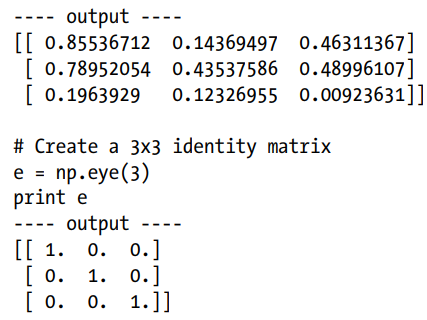 ---- output ----
[[ 0.85536712 0.14369497 0.46311367]
[ 0.78952054 0.43537586 0.48996107]
[ 0.1963929 0.12326955 0.00923631]]
# Create a 3x3 identity matrix
e = np.eye(3)
print e
---- output ----
[[ 1. 0. 0.]
[ 0. 1. 0.]
[ 0. 0. 1.]]